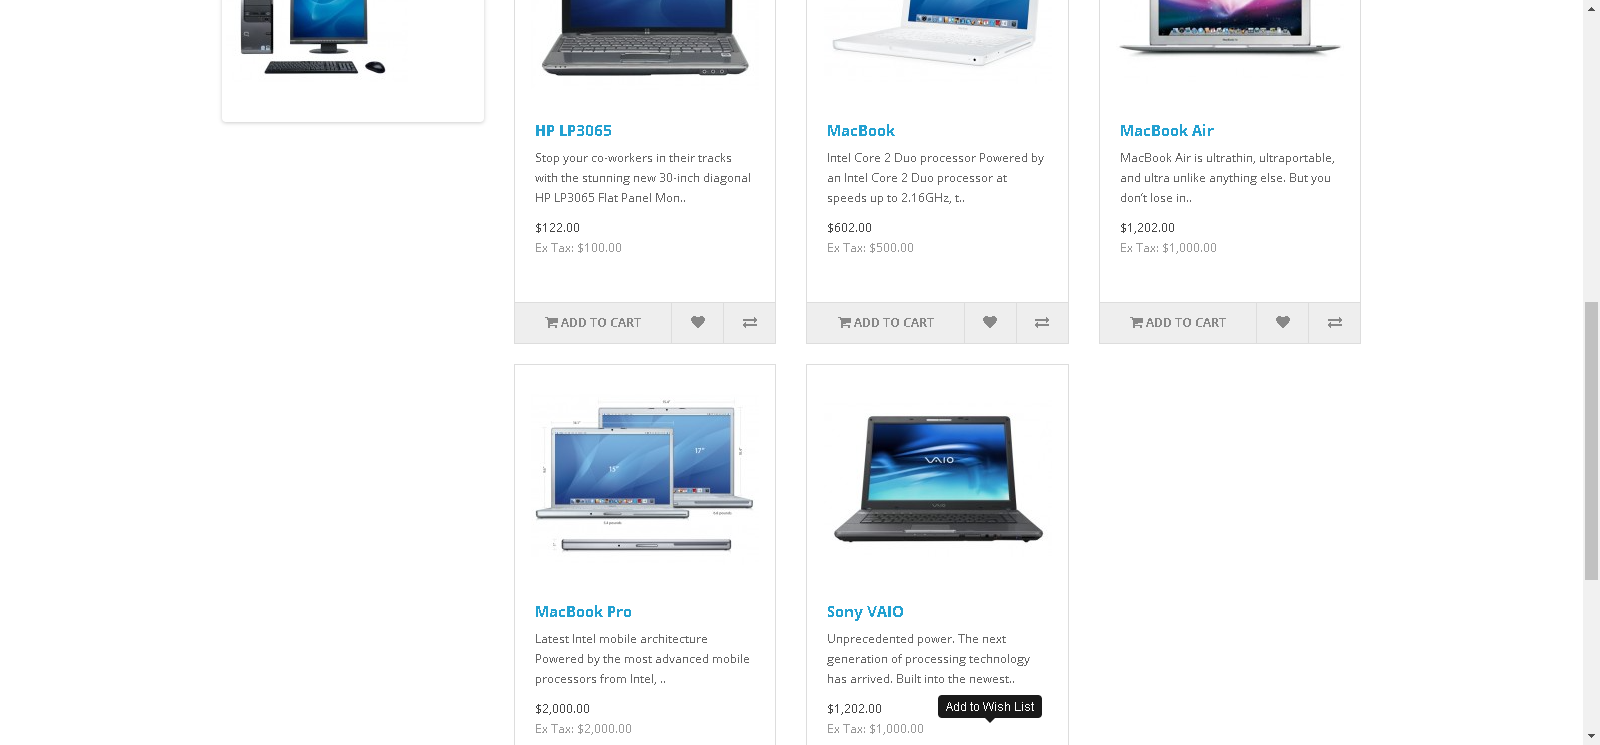 HP LP3065
Stop your co-workers in their tracks
with the stunning new 30-inch diagonal
HP LP3065 Flat Panel Mon..
$122.00
Ex Tax: $100.00
ADD TO CART
MacBook
Intel Core 2 Duo processor Powered by
an Intel Core 2 Duo processor at
speeds up to 2.16GHz, t..
$602.00
Ex Tax: $500.00
ADD TO CART
MacBook Air
MacBook Air is ultrathin, ultraportable,
and ultra unlike anything else. But you
don’t lose in..
$1,202.00
Ex Tax: $1,000.00
ADD TO CART
15"
17"
MacBook Pro
Latest Intel mobile architecture
Powered by the most advanced mobile
processors from Intel, ..
$2,000.00
Ex Tax: $2,000.00
VAIO
Sony VAIO
Unprecedented power. The next
generation of processing technology
has arrived. Built into the newest..
$1,202.00
Ex Tax: $1,000.00
Add to Wish List